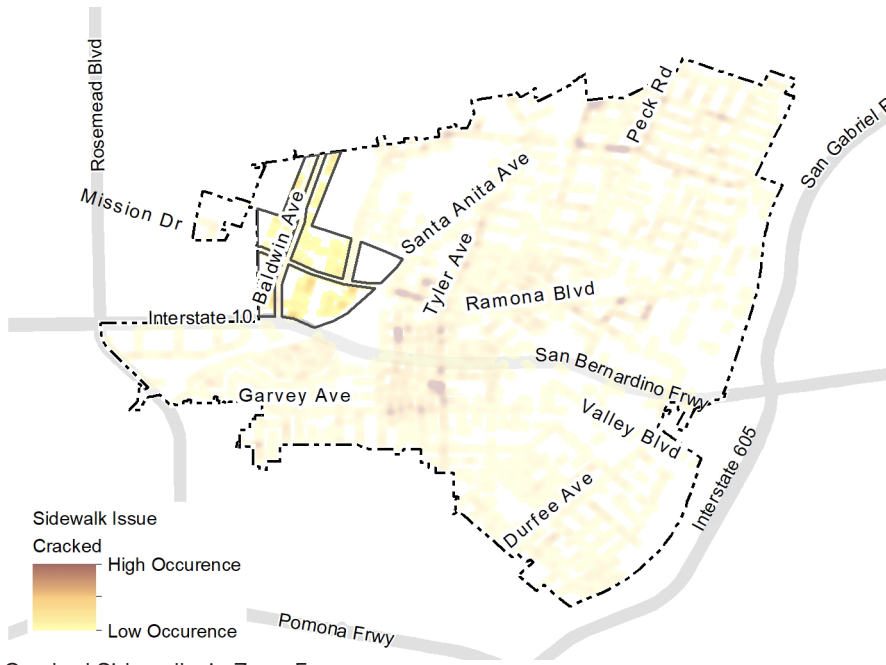 Rosemead Blvd
Peck Rd
San Gabriel
Mission Dr
Baldwin Ave
Santa Anita Ave
Tyler Ave
Ramona Blvd
Interstate 10
San Bernardino Frwy
Garvey Ave
Valley Blvd
Interstate 605
Durfee Ave
Sidewalk Issue
Cracked
High Occurence
Low Occurence
Pomona Frwy